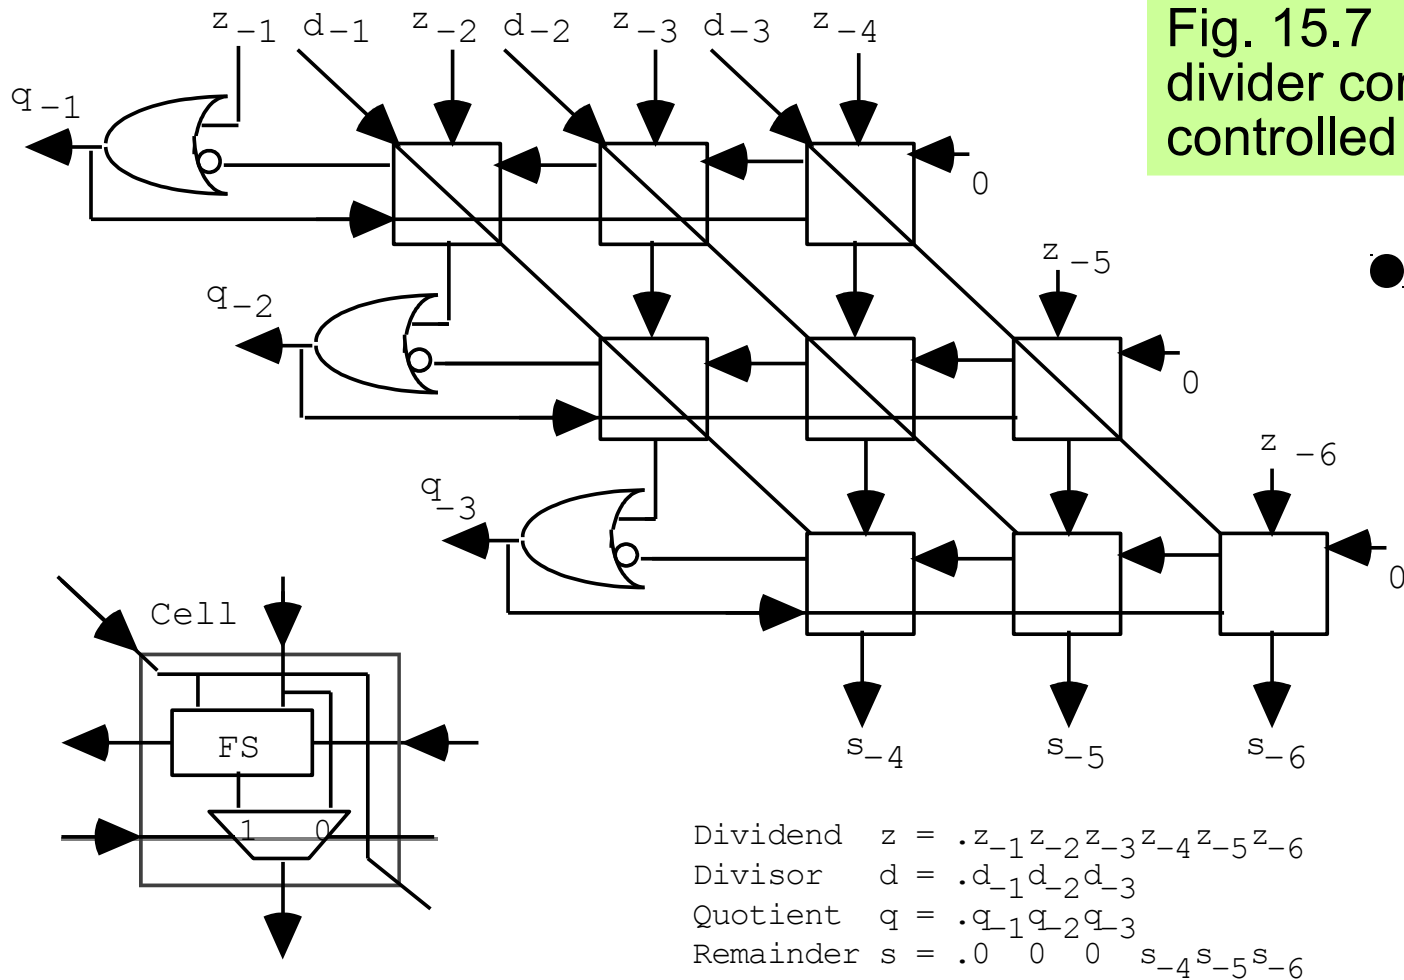 z–1 d–1 z–2 d–2 z–3 d–3 z–4
Fig. 15.7
divider
controlled
q–1
0
z–5
q–2
0
z–6
q–3
0
Cell
FS
1 0
s–4 s–5 s–6
Dividend z = .z–1z–2z–3z–4z–5z–6
Divisor d = .d–1d–2d–3
Quotient q = .q–1q–2q–3
Remainder s = .0 0 0 s–4s–5s–6